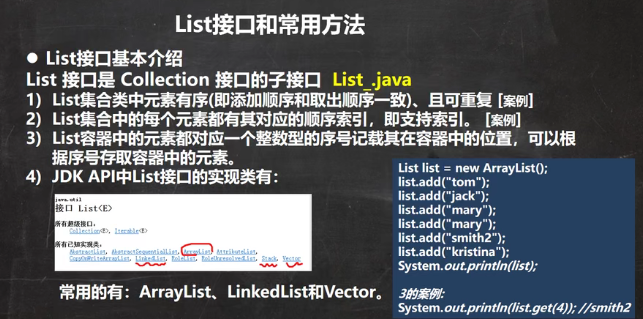 List接口和常用方法
● List接口基本介绍
List 接口是 Collection 接口的子接口 List_.java
1) List集合类中元素有序(即添加顺序和取出顺序一致)、且可重复 [案例]
2) List集合中的每个元素都有其对应的顺序索引，即支持索引。 [案例]
3) List容器中的元素都对应一个整数型的序号记载其在容器中的位置，可以根
据序号存取容器中的元素。
4) JDK API中List接口的实现类有：
java.util
接口 List<E>
所有超级接口：
Collection<E>, Iterable<E>
所有已知实现类：
AbstractList, AbstractSequentialList, ArrayList, AttributeList,
CopyOnWriteArrayList, LinkedList, RoleList, RoleUnresolvedList, Stack, Vector
常用的有：ArrayList、LinkedList和Vector。
List list = new ArrayList();
list.add("tom");
list.add("jack");
list.add("mary");
list.add("mary");
list.add("smith2");
list.add("kristina");
System.out.println(list);
3的案例:
System.out.println(list.get(4)); //smith2